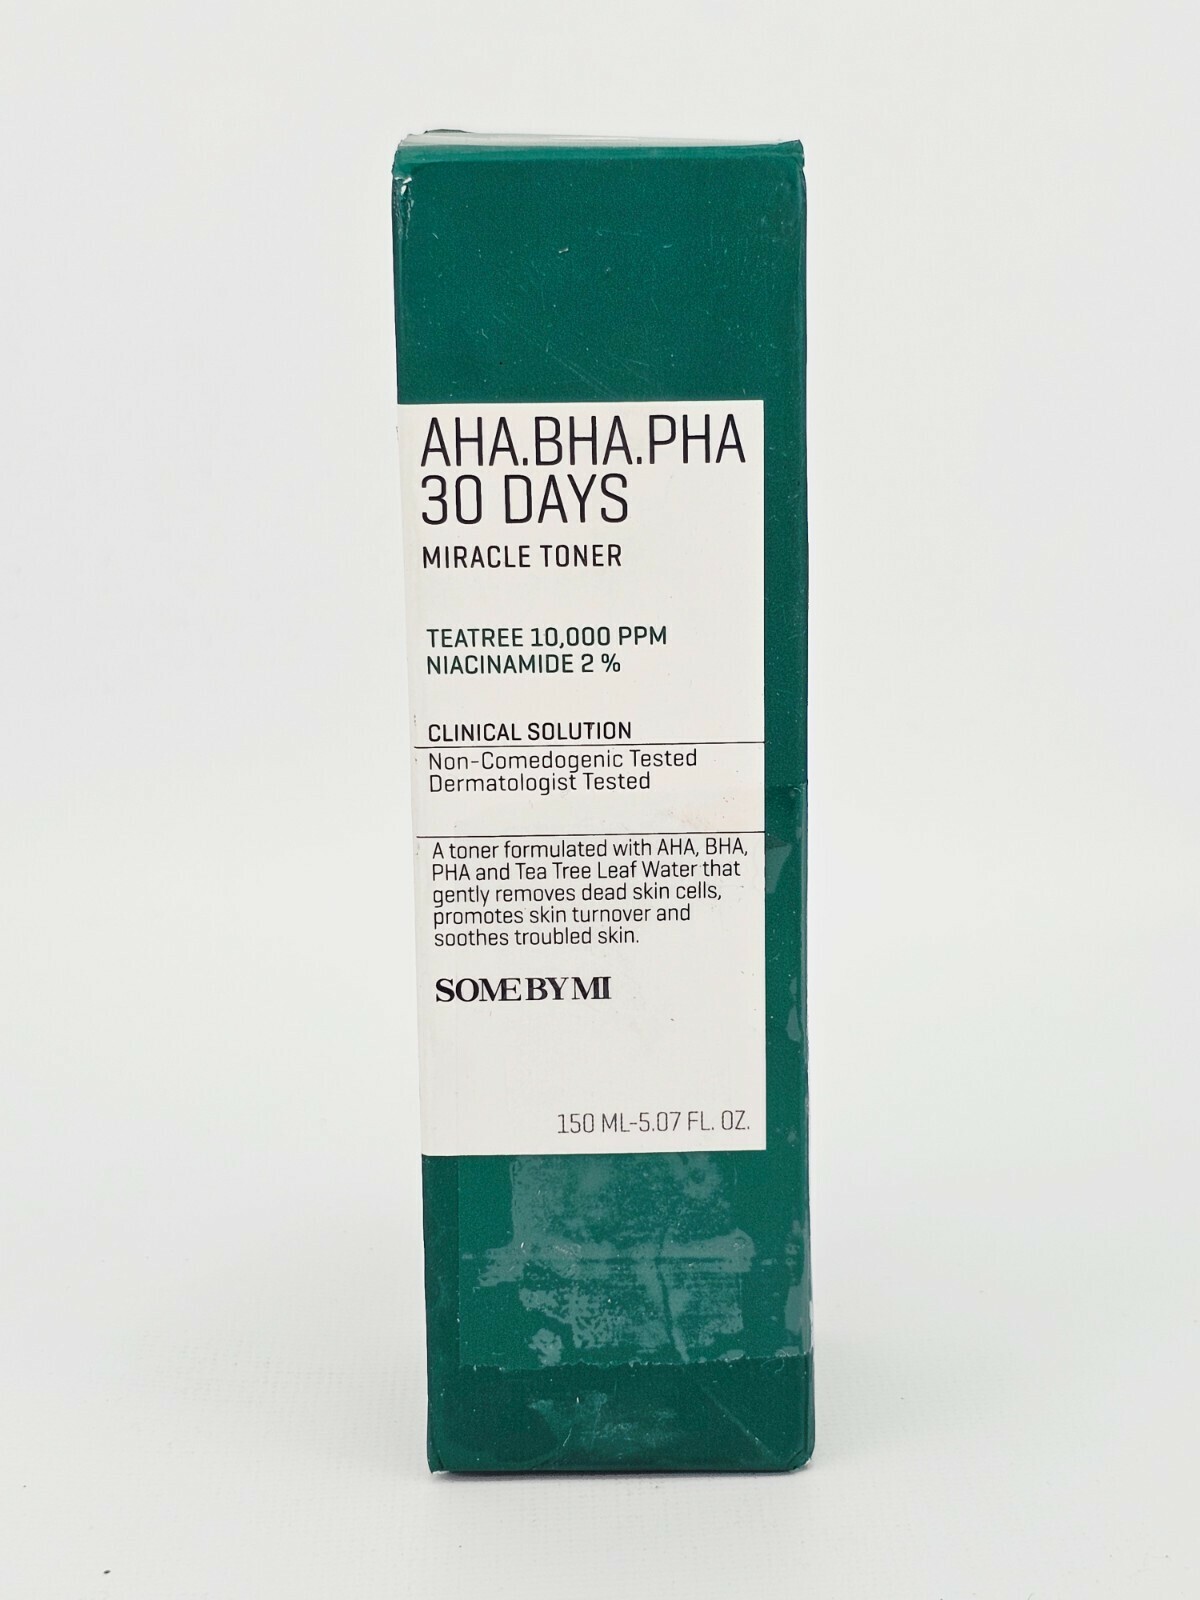 AHA.BHA.PHA
30 DAYS
MIRACLE TONER
TEATREE 10,000 PPM
NIACINAMIDE 2 %
CLINICAL SOLUTION
Non-Comedogenic Tested
Dermatologist Tested
A toner formulated with AHA, BHA,
PHA and Tea Tree Leaf Water that
gently removes dead skin cells,
promotes skin turnover and
soothes troubled skin.
SOME BY MI
150 ML-5.07 FL. OZ.